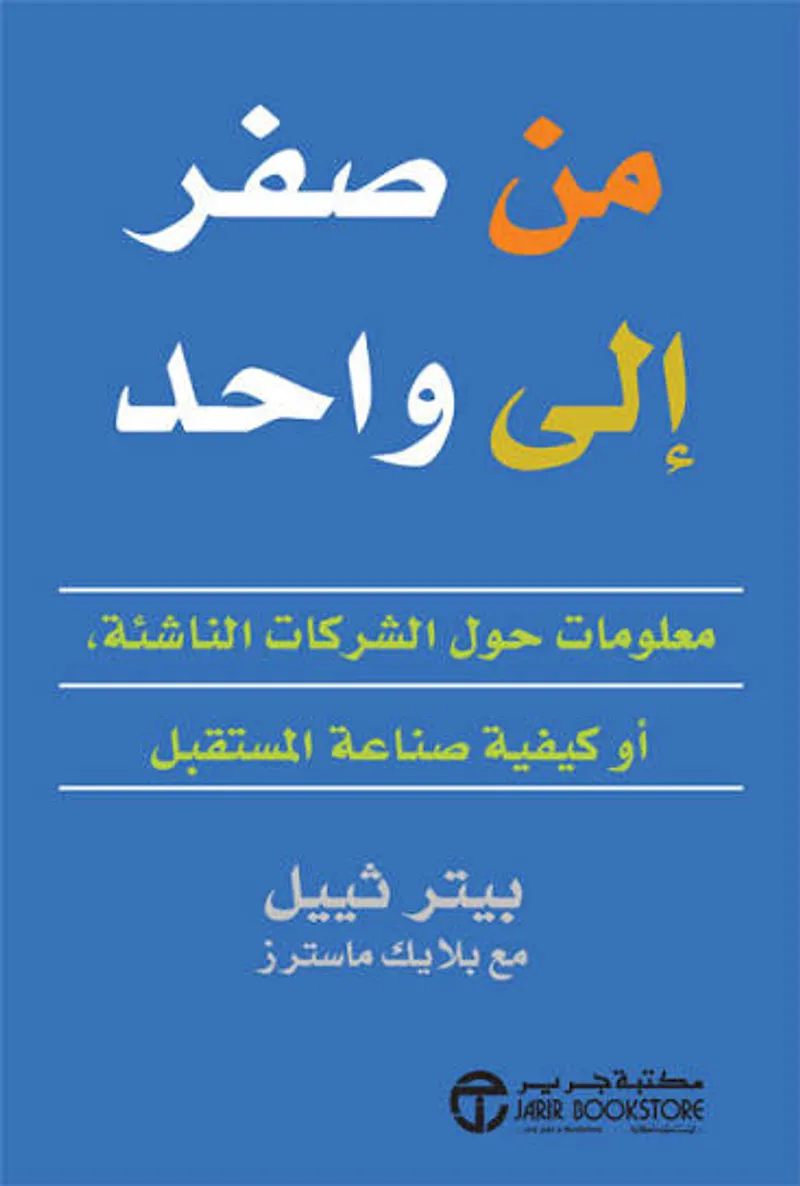 من صفر
إلى واحد
معلومات حول الشركات الناشئة،
أو كيفية صناعة المستقبل
بيتر ثييل
مع بلايك ماسترز
مكتبة جرير
JARIR BOOKSTORE